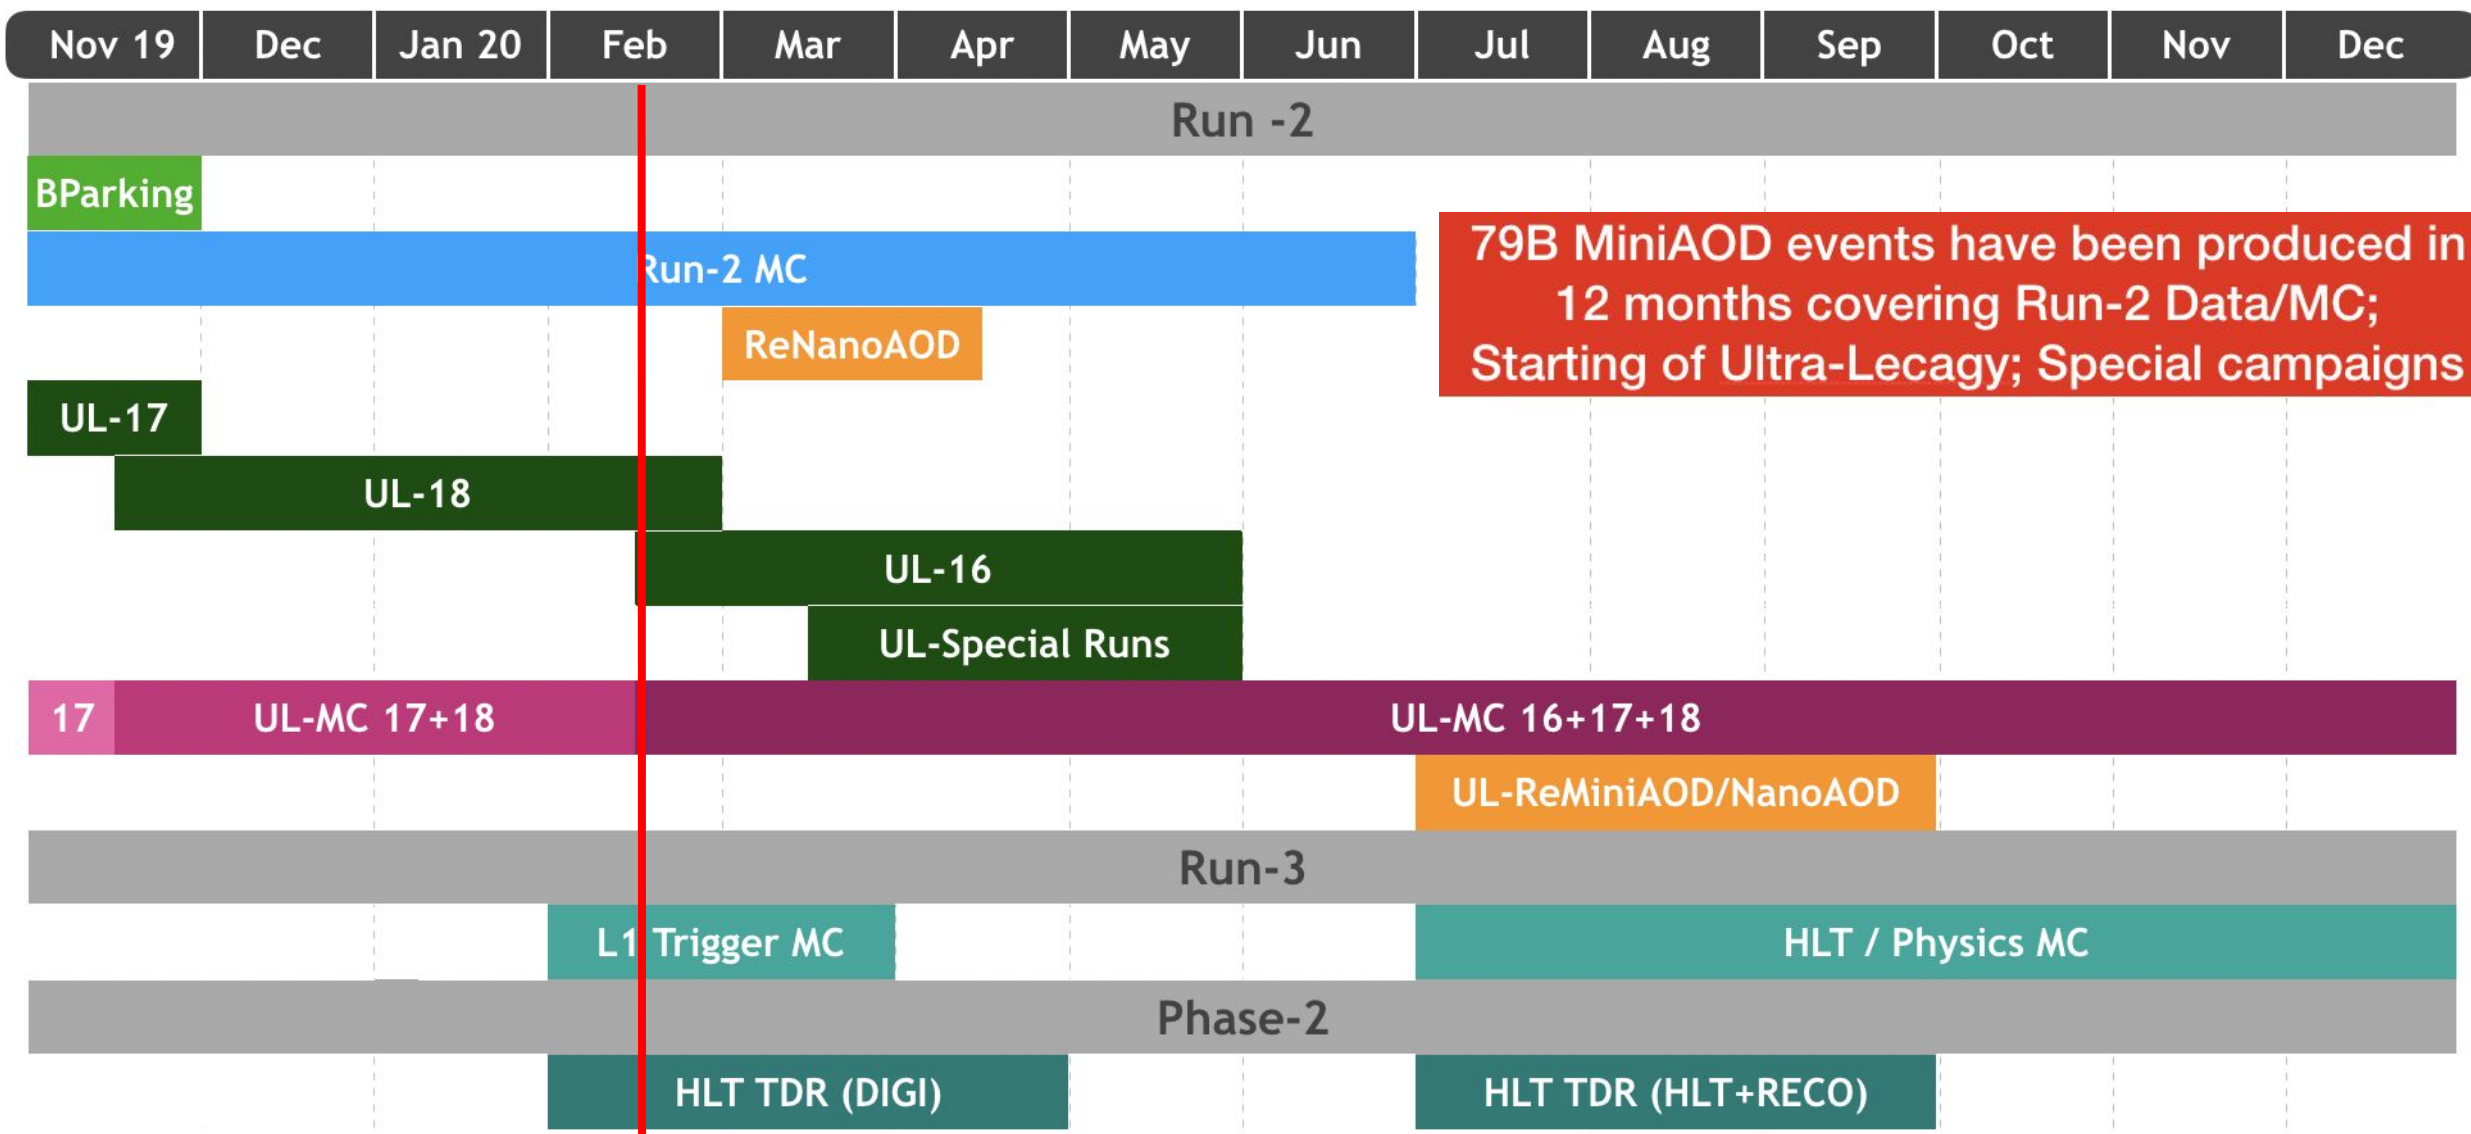 Nov 19 Dec Jan 20 Feb Mar Apr May Jun Jul Aug Sep Oct Nov Dec
Run -2
BParking
79B MiniAOD events have been produced in
12 months covering Run-2 Data/MC;
Starting of Ultra-Lecagy; Special campaigns
Run-2 MC
ReNanoAOD
UL-17
UL-18
UL-16
UL-Special Runs
17 UL-MC 17+18 UL-MC 16+17+18
UL-ReMiniAOD/NanoAOD
Run-3
L1 Trigger MC HLT / Physics MC
Phase-2
HLT TDR (DIGI) HLT TDR (HLT+RECO)